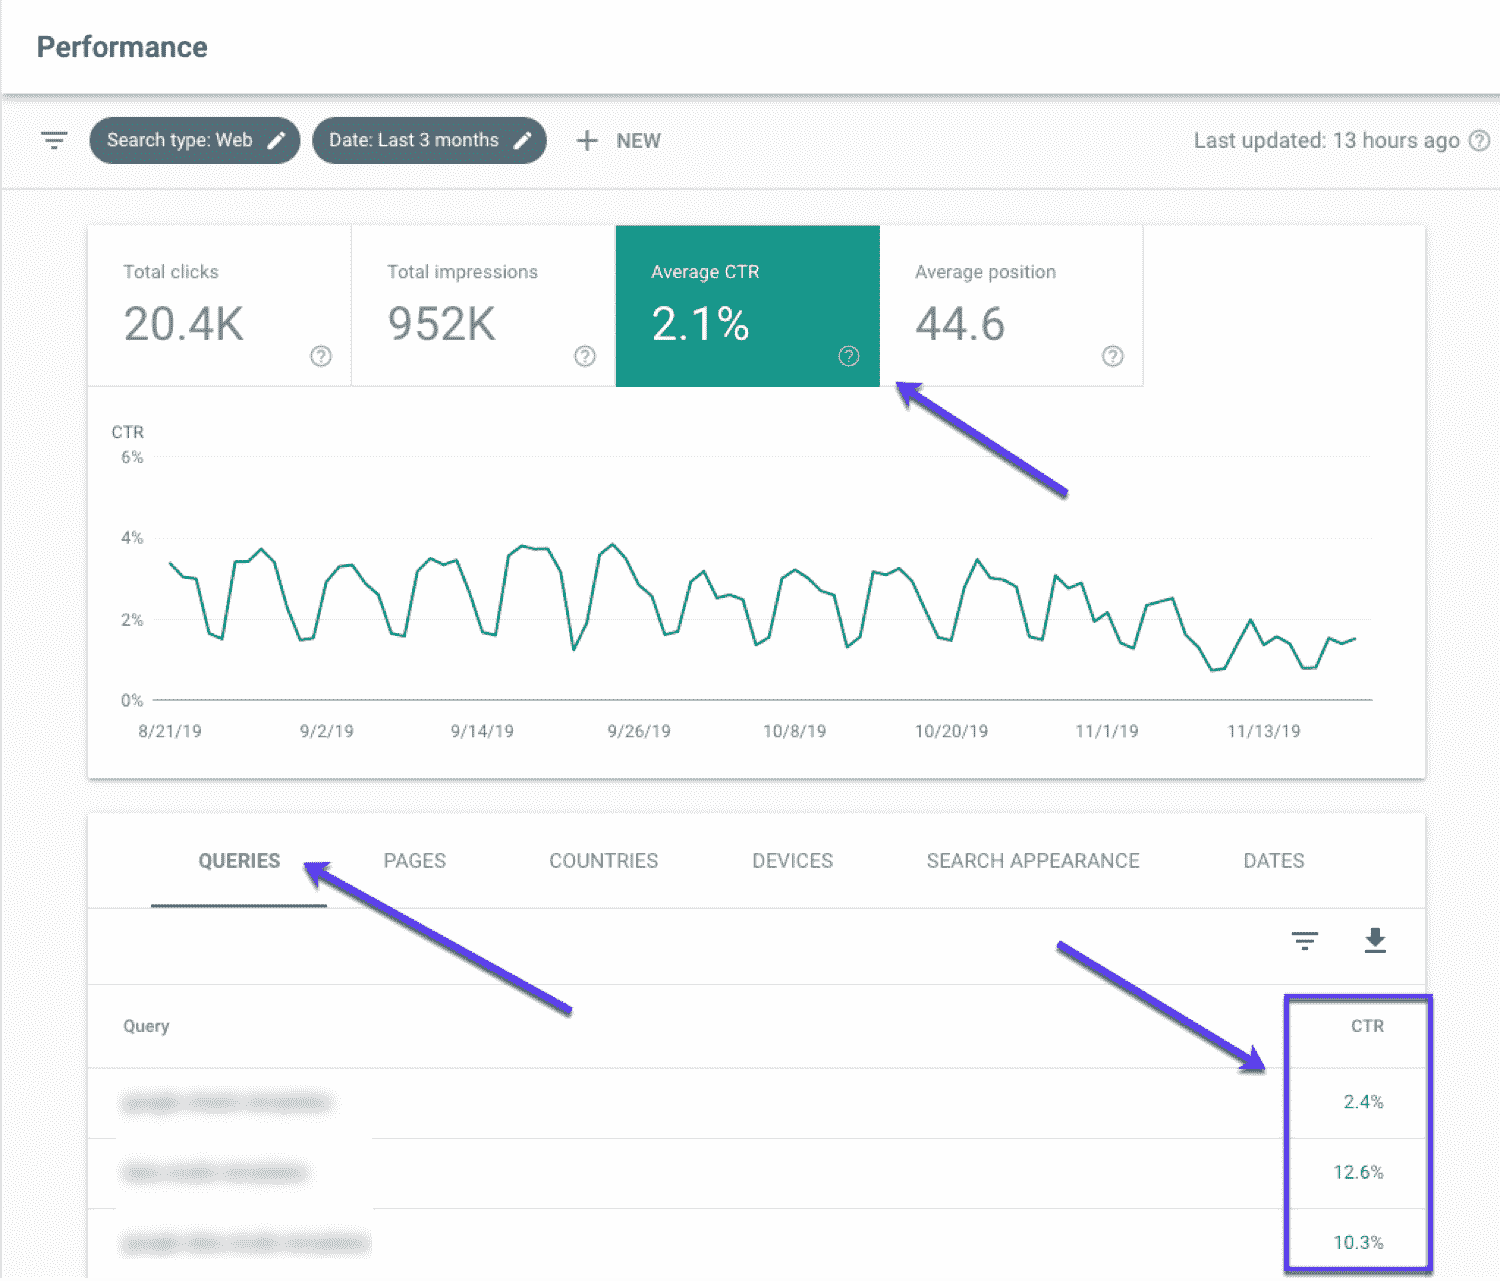 Performance
Search type: Web
Date: Last 3 months
NEW
Last updated: 13 hours ago
Total clicks
20.4K
Total impressions
952K
Average CTR
2.1%
Average position
44.6
CTR
6%
4%
2%
0%
8/21/19 9/2/19 9/14/19 9/26/19 10/8/19 10/20/19 11/1/19 11/13/19
QUERIES PAGES COUNTRIES DEVICES SEARCH APPEARANCE DATES
Query CTR
2.4%
12.6%
10.3%